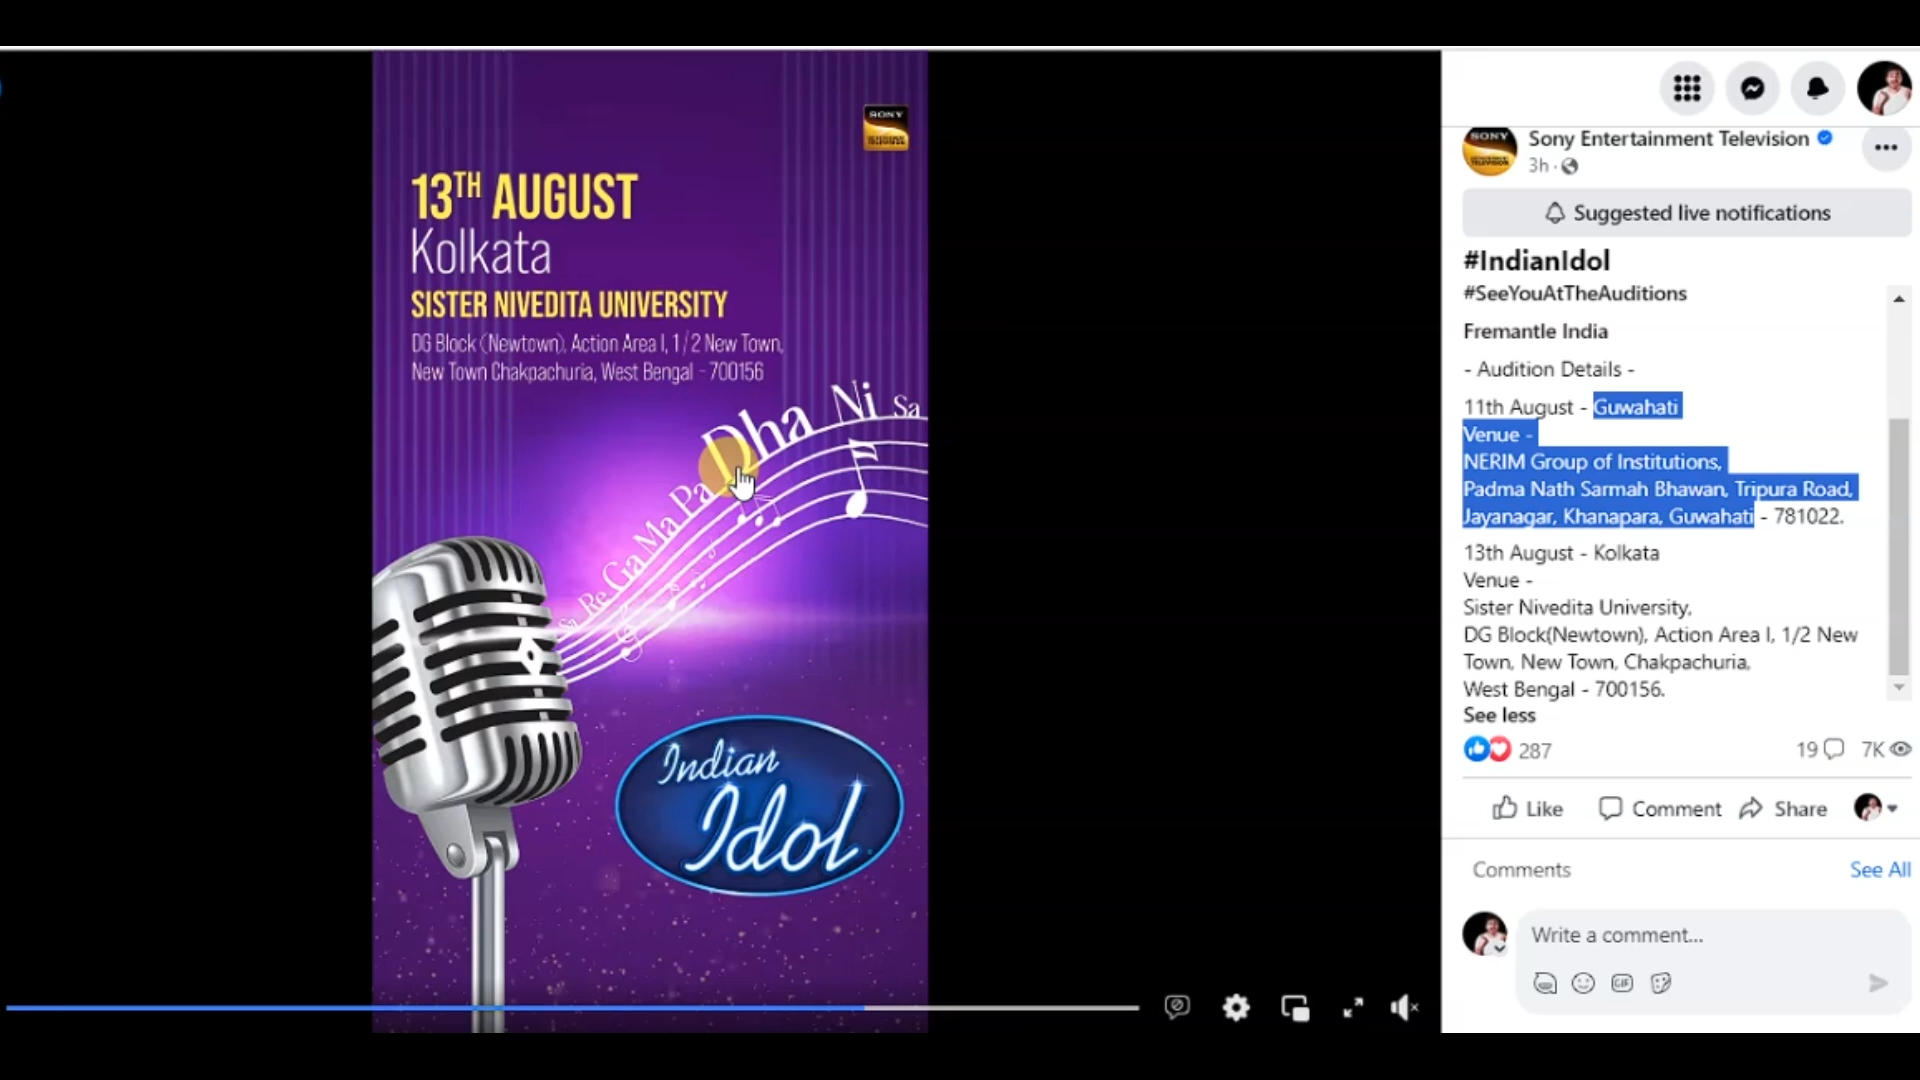 SONY
13TH AUGUST
Kolkata
SISTER NIVEDITA UNIVERSITY
DG Block (Newtown), Action Area I, 1/2 New Town,
New Town Chakpachuria, West Bengal - 700156
Sa Re Ga Ma Pa Dha Ni Sa
Indian
Idol
SONY
Sony Entertainment Television
3h
Suggested live notifications
#IndianIdol
#SeeYouAtTheAuditions
Fremantle India
- Audition Details -
11th August - Guwahati
Venue -
NERIM Group of Institutions,
Padma Nath Sarmah Bhawan, Tripura Road,
Jayanagar, Khanapara, Guwahati - 781022.
13th August - Kolkata
Venue -
Sister Nivedita University,
DG Block(Newtown), Action Area I, 1/2 New
Town, New Town, Chakpachuria,
West Bengal - 700156.
See less
287
19
7K
Like
Comment
Share
Comments
See All
Write a comment...
GIF